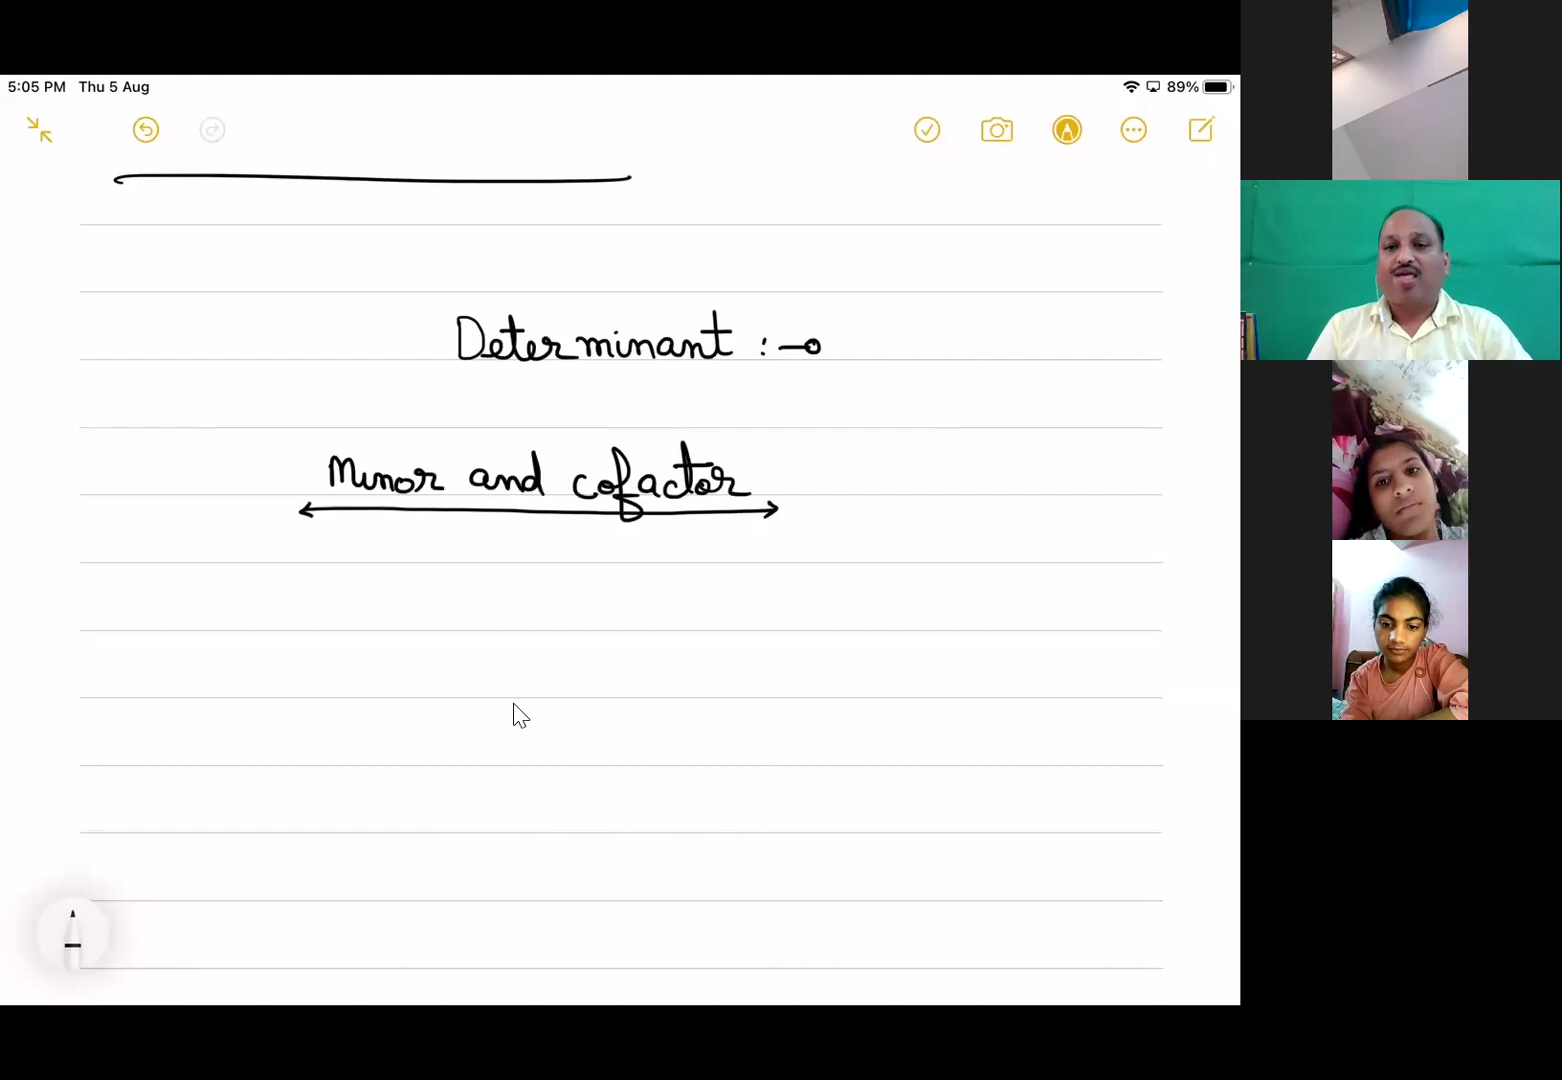 5:05 PM Thu 5 Aug 89%
Determinant :-
Minor and cofactor